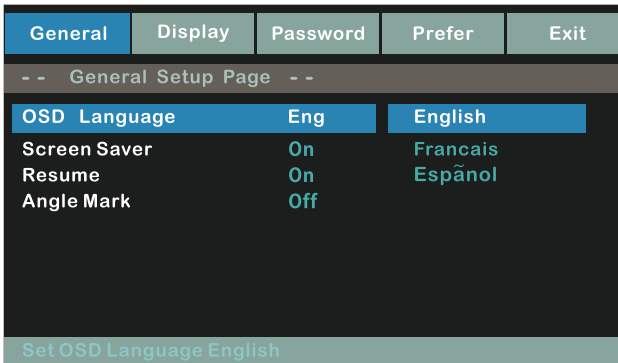 General Display Password Prefer Exit
-- General Setup Page --
OSD Language Eng English
Screen Saver On Francais
Resume On Espãnol
Angle Mark Off
Set OSD Language English